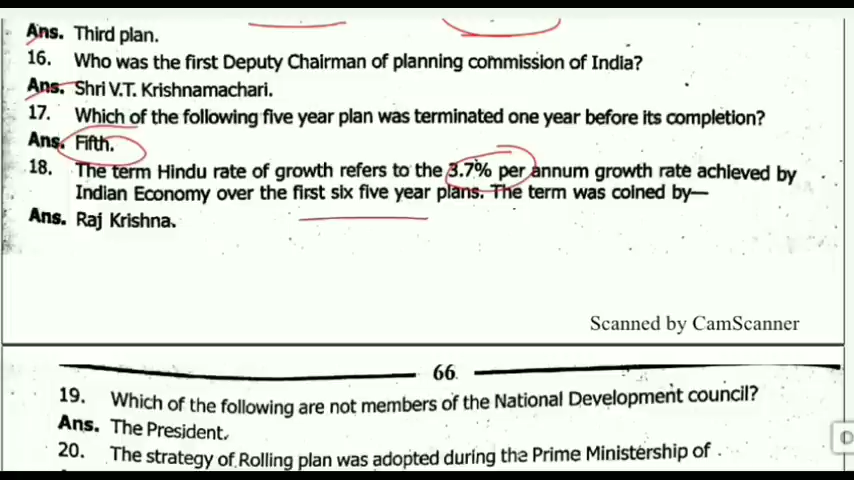 Ans. Third plan.
16. Who was the first Deputy Chairman of planning commission of India?
Ans. Shri V.T. Krishnamachari.
17. Which of the following five year plan was terminated one year before its completion?
Ans. Fifth.
18. The term Hindu rate of growth refers to the 3.7% per annum growth rate achieved by
Indian Economy over the first six five year plans. The term was coined by—
Ans. Raj Krishna.
Scanned by CamScanner
66
19. Which of the following are not members of the National Development council?
Ans. The President.
20. The strategy of Rolling plan was adopted during the Prime Ministership of